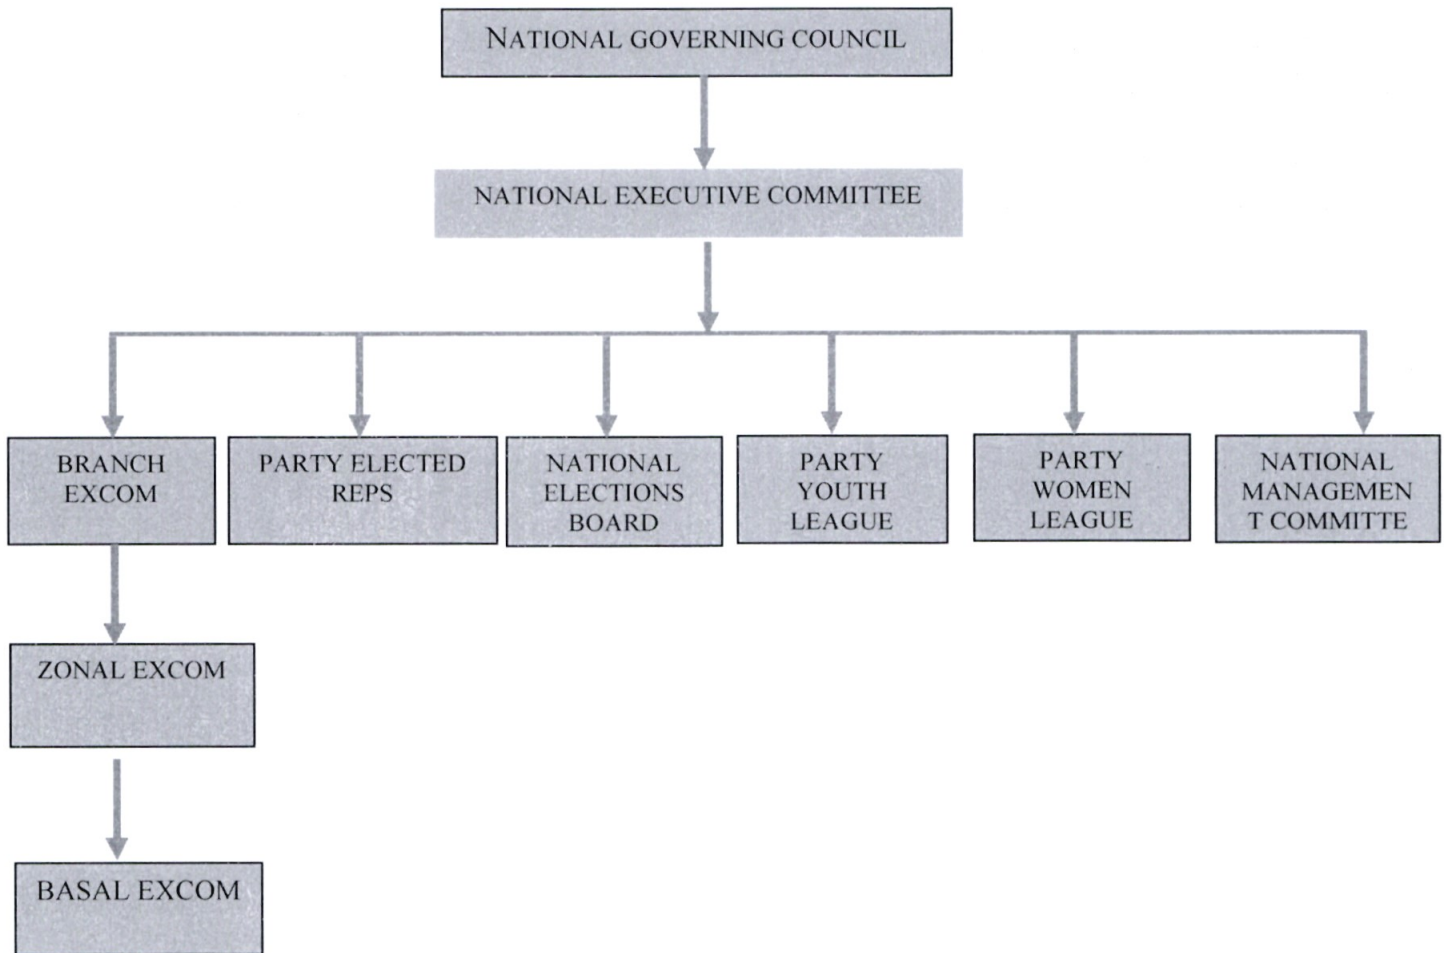 NATIONAL GOVERNING COUNCIL
NATIONAL EXECUTIVE COMMITTEE
BRANCH
EXCOM
PARTY ELECTED
REPS
NATIONAL
ELECTIONS
BOARD
PARTY
YOUTH
LEAGUE
PARTY
WOMEN
LEAGUE
NATIONAL
MANAGEMEN
T COMMITTE
ZONAL EXCOM
BASAL EXCOM